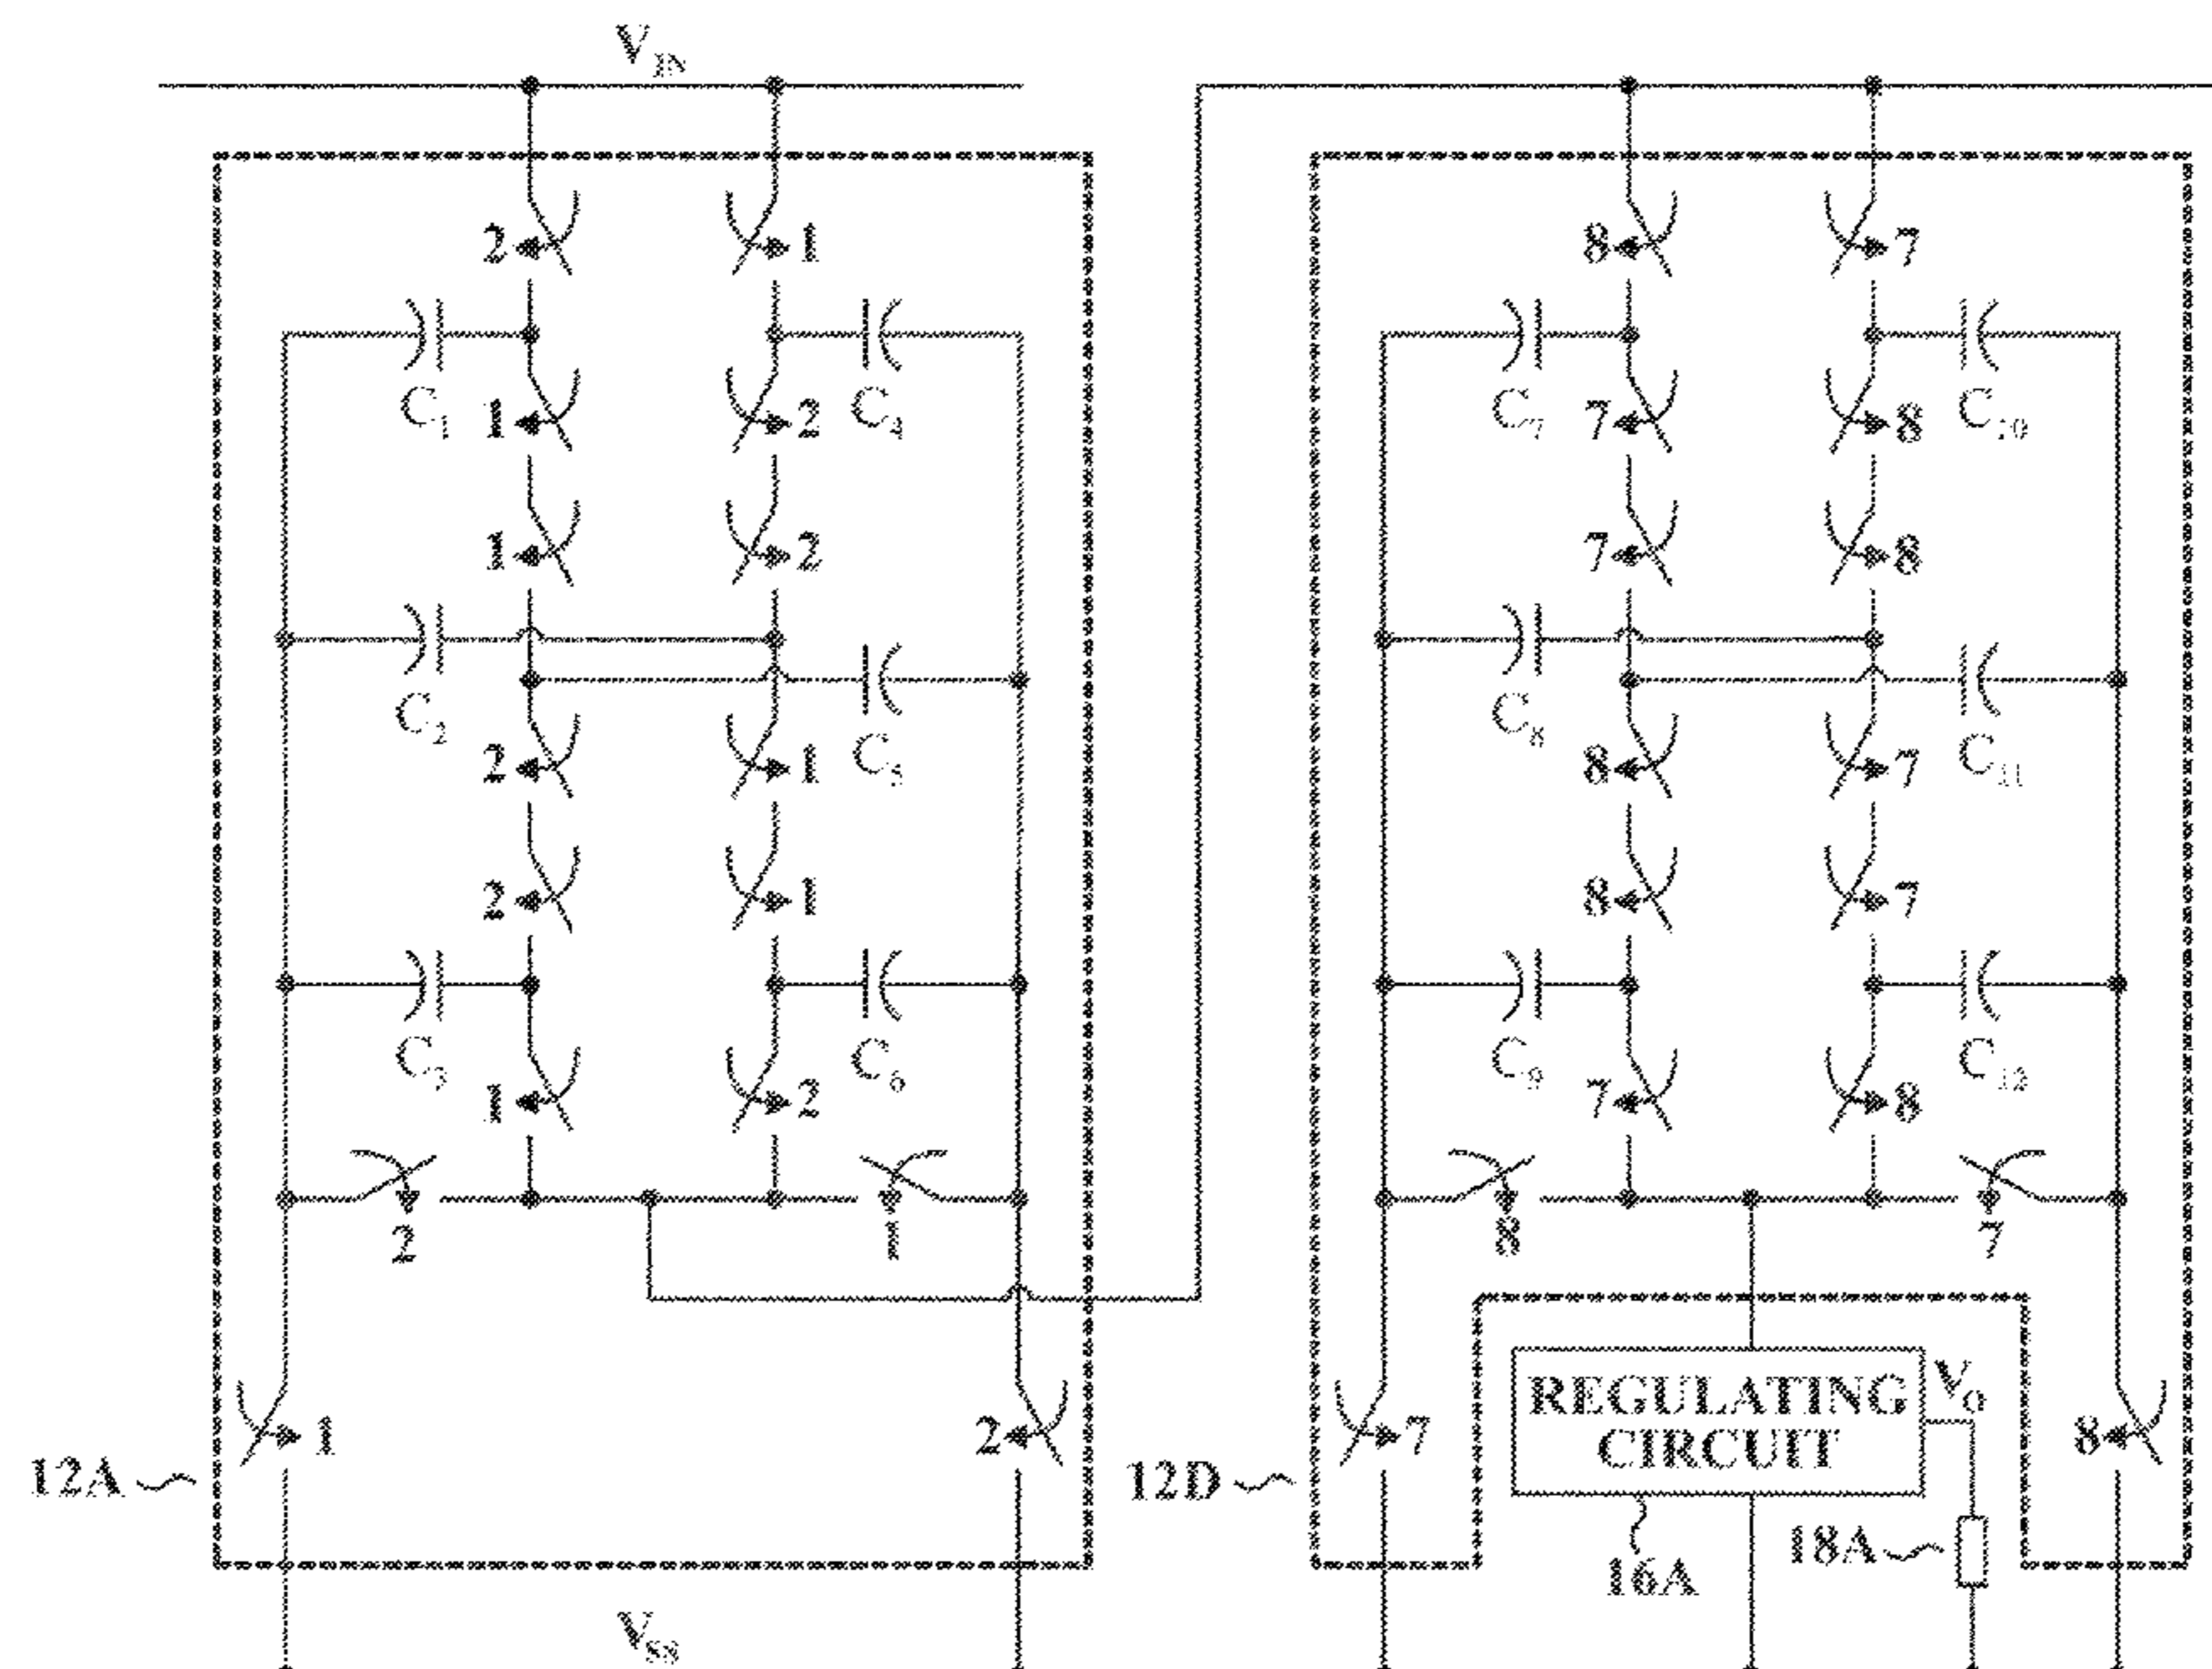 V_IN
2 1 8 7
C_1 1 2 C_4 C_7 7 8 C_10
1 2 7 8
C_2 2 1 C_5 C_8 8 7 C_11
2 1 8 7
C_3 1 2 C_6 C_9 7 8 C_12
2 1 8 7
1 2 7 8
REGULATING
CIRCUIT
V_O
12A 12D
16A 18A
V_SS